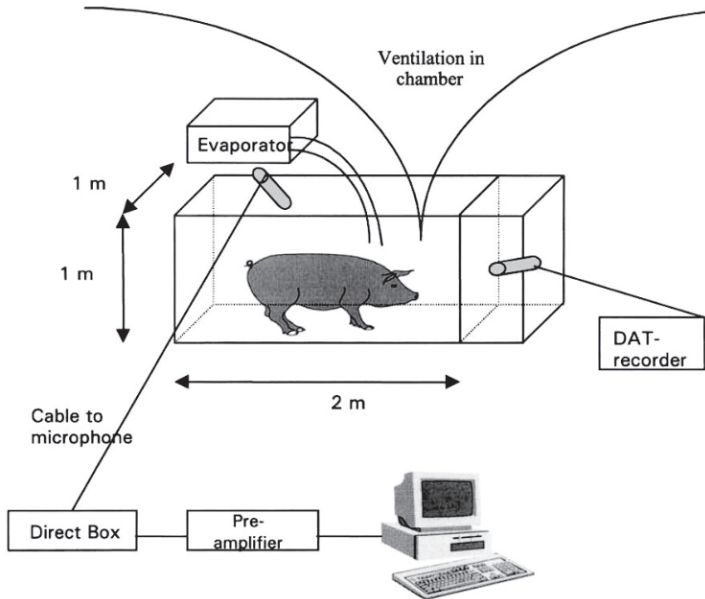 Ventilation in
chamber
Evaporator
1 m
1 m
DAT-
recorder
2 m
Cable to
microphone
Direct Box
Pre-
amplifier